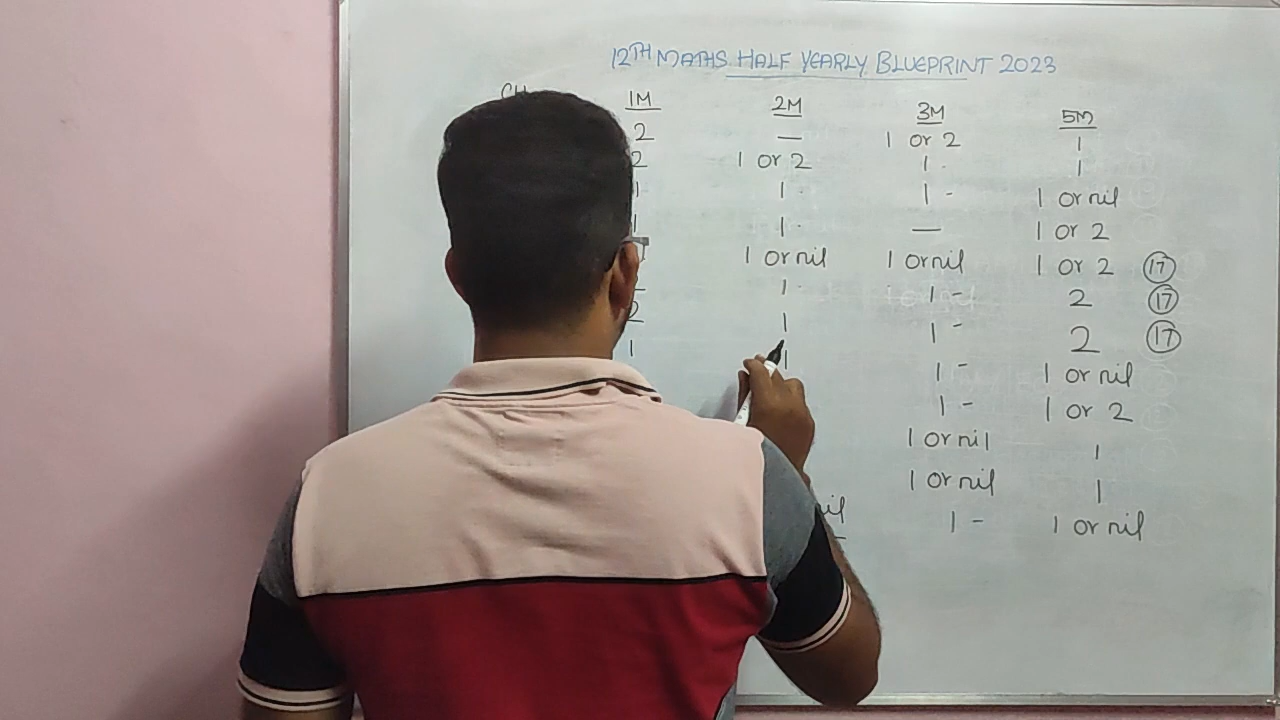 12TH MATHS HALF YEARLY BLUEPRINT 2023
CH 1M 2M 3M 5M
2 — 1 or 2 1
2 1 or 2 1 1
1 1 1 - 1 or nil
1 1 — 1 or 2
1 or nil 1 or nil 1 or 2 17
1 1 - 2 17
2 1 1 - 2 17
1 1 1 - 1 or nil
1 - 1 or 2
1 or nil 1
1 or nil 1
nil 1 - 1 or nil